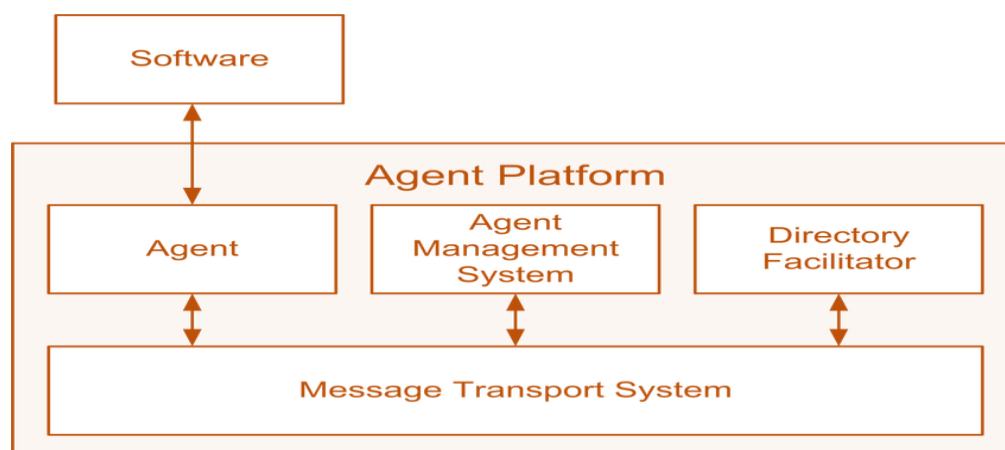 Software
Agent Platform
Agent
Agent
Management
System
Directory
Facilitator
Message Transport System